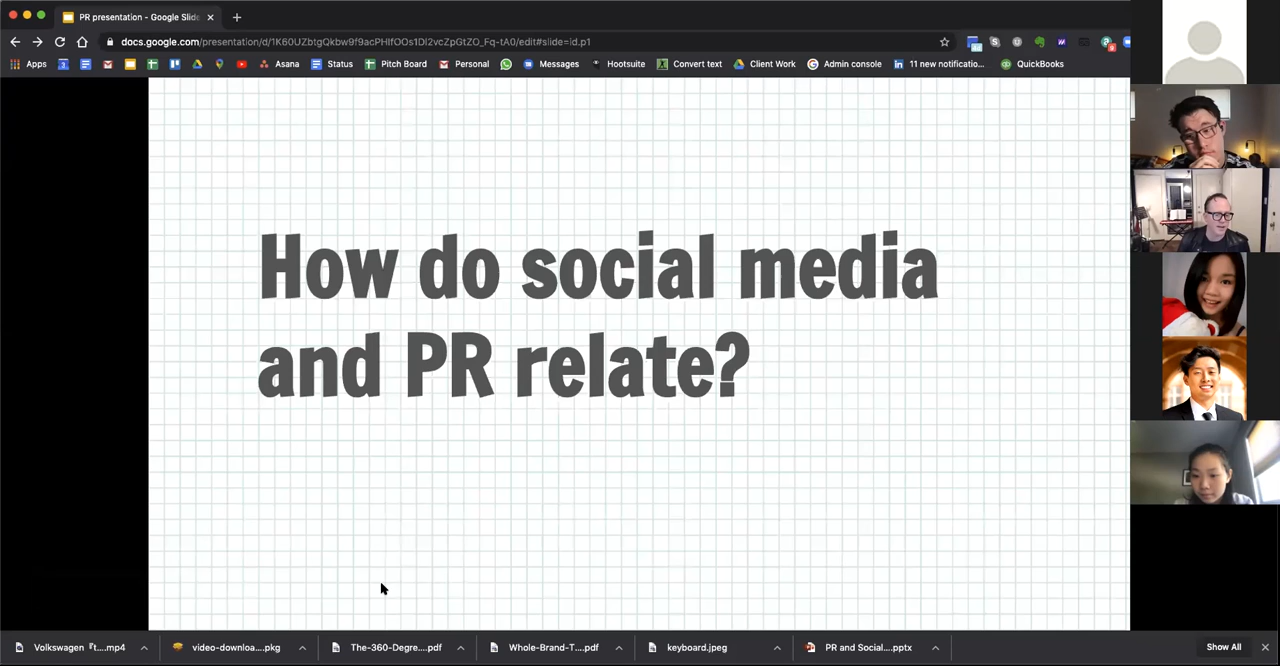 PR presentation - Google Slide
docs.google.com/presentation/d/1K60UZbtgQkbw9f9acPHIfOOs1Dl2vcZpGtZO_Fq-tA0/edit#slide=id.p1
Apps
Asana
Status
Pitch Board
Personal
Messages
Hootsuite
Convert text
Client Work
Admin console
11 new notificatio...
QuickBooks
How do social media
and PR relate?
Volkswagen 『t....mp4
video-downloa....pkg
The-360-Degre....pdf
Whole-Brand-T....pdf
keyboard.jpeg
PR and Social....pptx
Show All